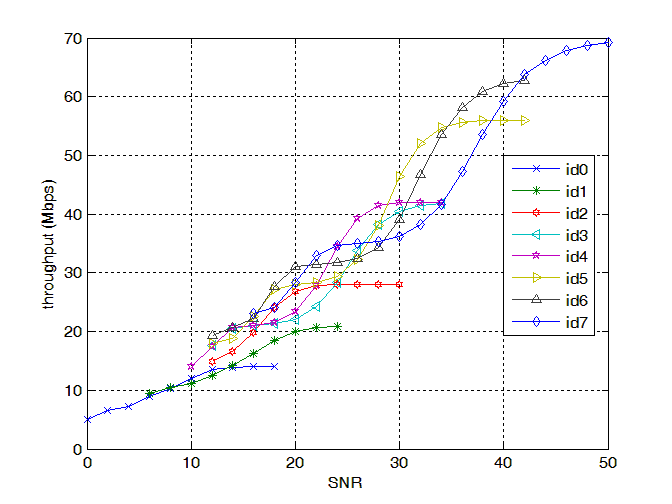 70
60
50
40
30
20
10
0
throughput (Mbps)
id0
id1
id2
id3
id4
id5
id6
id7
0 10 20 30 40 50
SNR